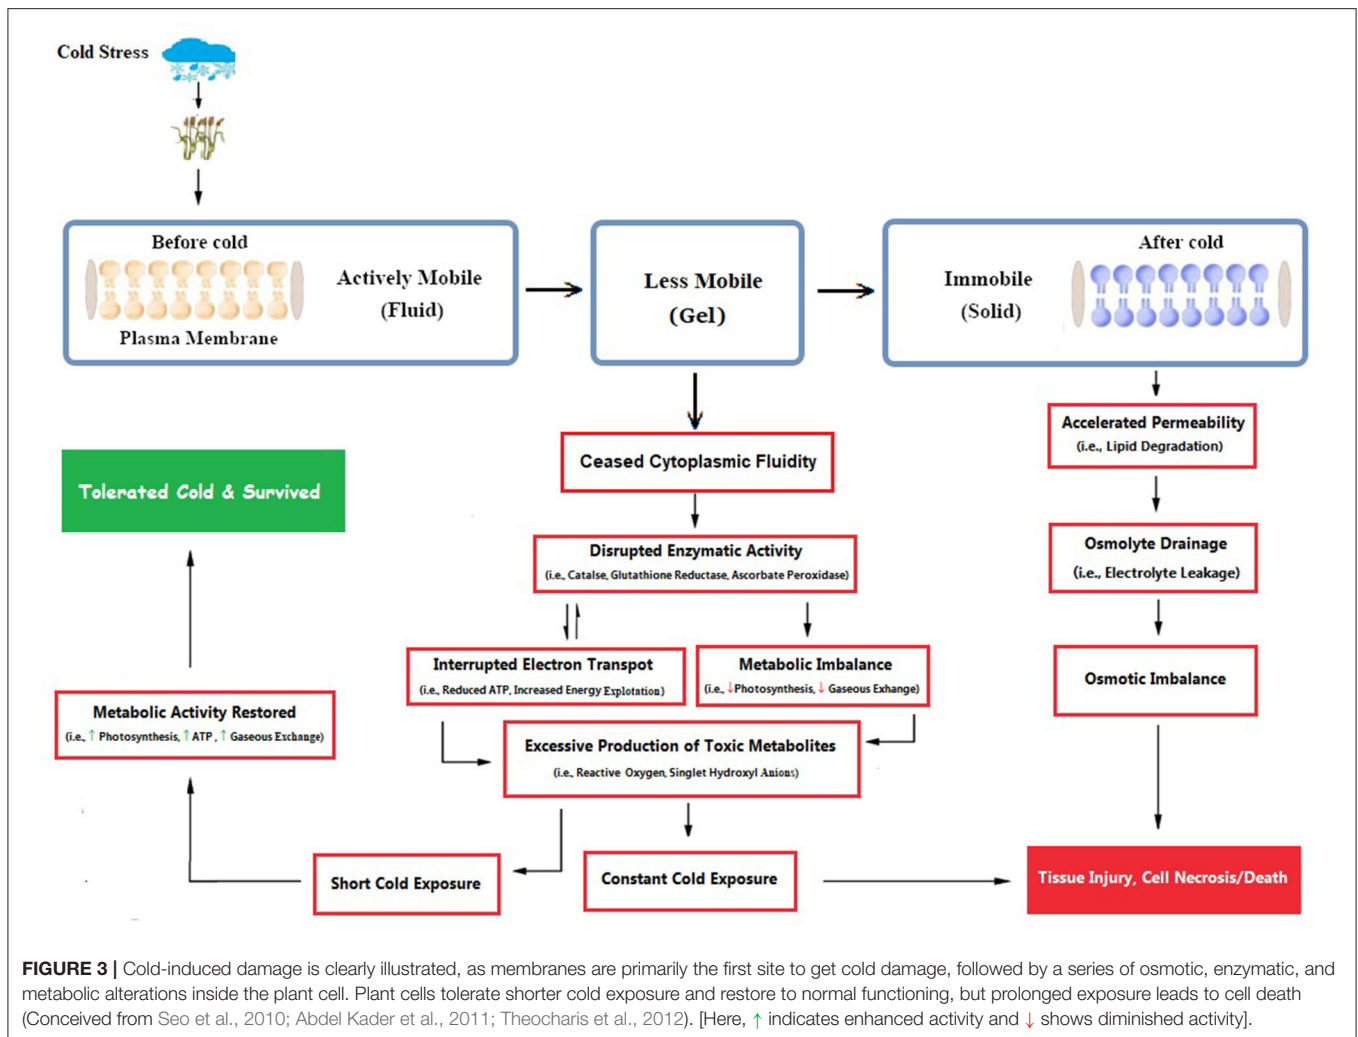 Cold Stress
Before cold
Plasma Membrane
Actively Mobile
(Fluid)
Less Mobile
(Gel)
Immobile
(Solid)
After cold
Accelerated Permeability
(i.e., Lipid Degradation)
Ceased Cytoplasmic Fluidity
Tolerated Cold & Survived
Disrupted Enzymatic Activity
(i.e., Catalse, Glutathione Reductase, Ascorbate Peroxidase)
Osmolyte Drainage
(i.e., Electrolyte Leakage)
Interrupted Electron Transpot
(i.e., Reduced ATP, Increased Energy Explotation)
Metabolic Imbalance
(i.e., ↓Photosynthesis, ↓ Gaseous Exhange)
Osmotic Imbalance
Metabolic Activity Restored
(i.e., ↑ Photosynthesis, ↑ ATP , ↑ Gaseous Exchange)
Excessive Production of Toxic Metabolites
(i.e., Reactive Oxygen, Singlet Hydroxyl Anions)
Short Cold Exposure
Constant Cold Exposure
Tissue Injury, Cell Necrosis/Death
FIGURE 3 | Cold-induced damage is clearly illustrated, as membranes are primarily the first site to get cold damage, followed by a series of osmotic, enzymatic, and
metabolic alterations inside the plant cell. Plant cells tolerate shorter cold exposure and restore to normal functioning, but prolonged exposure leads to cell death
(Conceived from Seo et al., 2010; Abdel Kader et al., 2011; Theocharis et al., 2012). [Here, ↑ indicates enhanced activity and ↓ shows diminished activity].